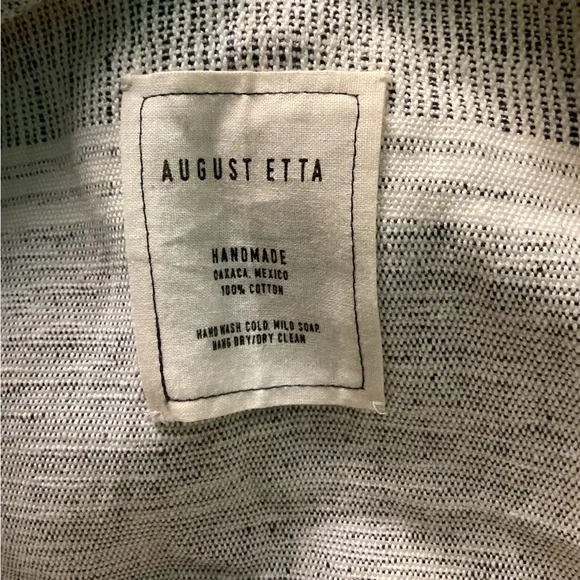 AUGUST ETTA
HANDMADE
OAXACA, MEXICO
100% COTTON
HAND WASH COLD, MILD SOAP,
HANG DRY/DRY CLEAN